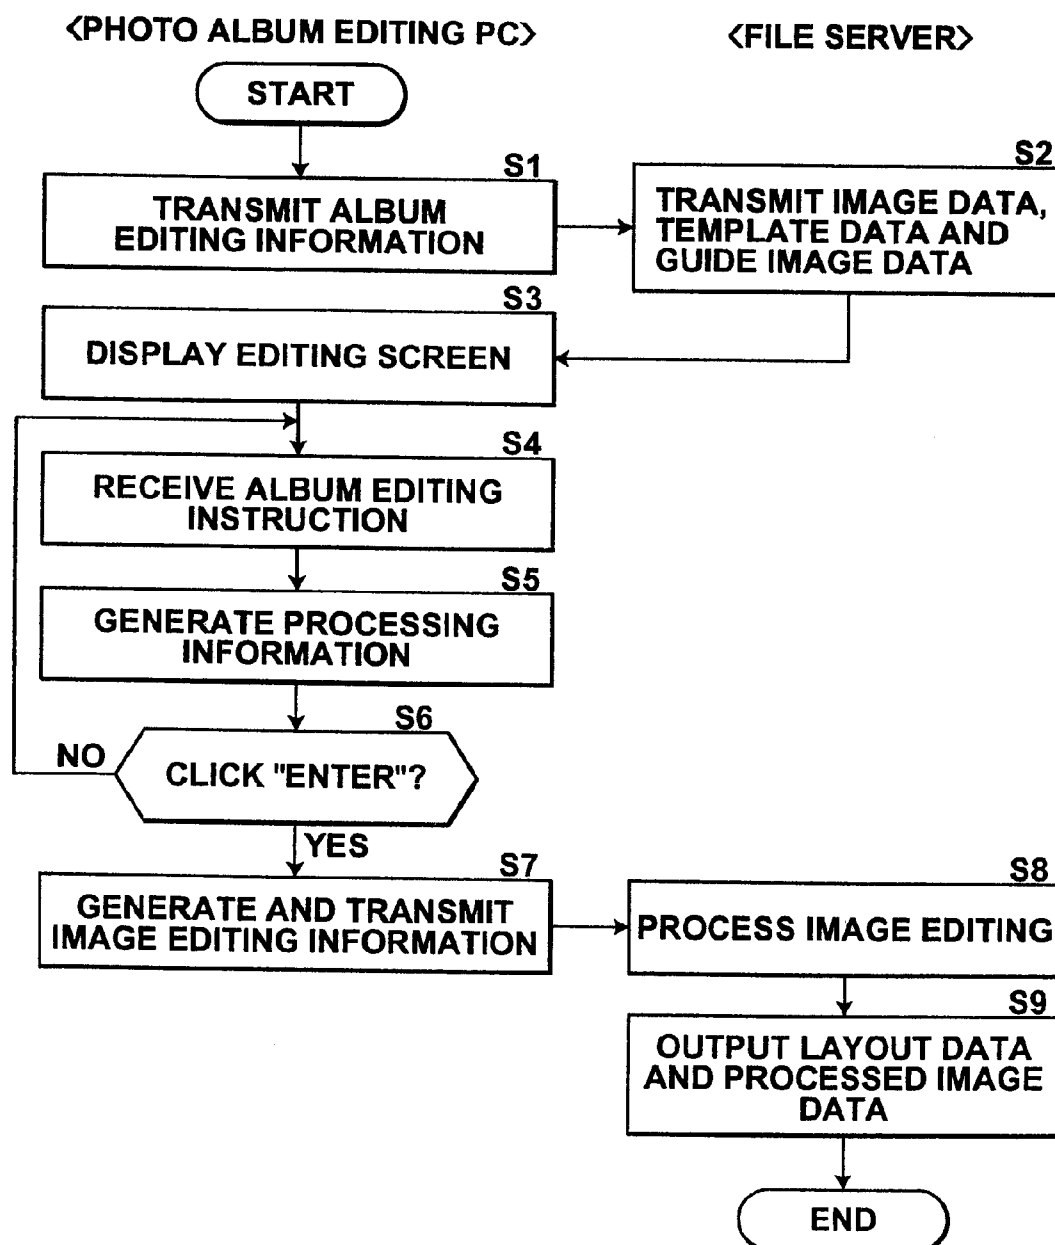 <PHOTO ALBUM EDITING PC>
<FILE SERVER>
START
S1
TRANSMIT ALBUM
EDITING INFORMATION
S2
TRANSMIT IMAGE DATA,
TEMPLATE DATA AND
GUIDE IMAGE DATA
S3
DISPLAY EDITING SCREEN
S4
RECEIVE ALBUM EDITING
INSTRUCTION
S5
GENERATE PROCESSING
INFORMATION
S6
NO
CLICK "ENTER"?
YES
S7
GENERATE AND TRANSMIT
IMAGE EDITING INFORMATION
S8
PROCESS IMAGE EDITING
S9
OUTPUT LAYOUT DATA
AND PROCESSED IMAGE
DATA
END